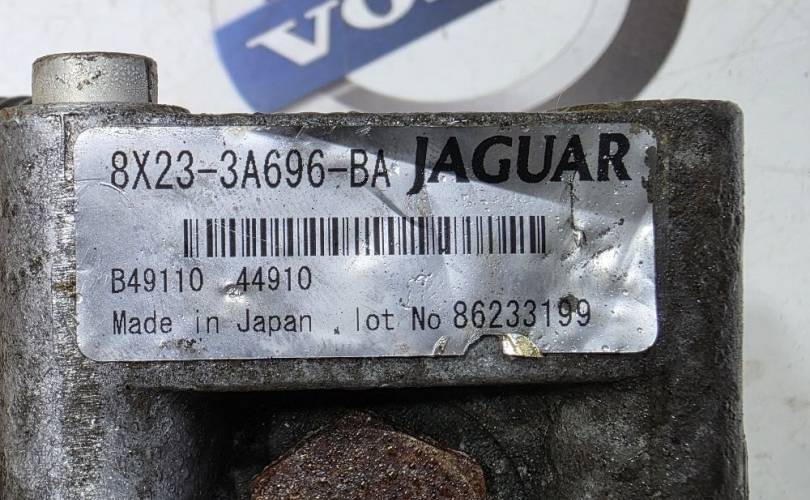 8X23-3A696-BA JAGUAR
B49110 44910
Made in Japan lot No 86233199